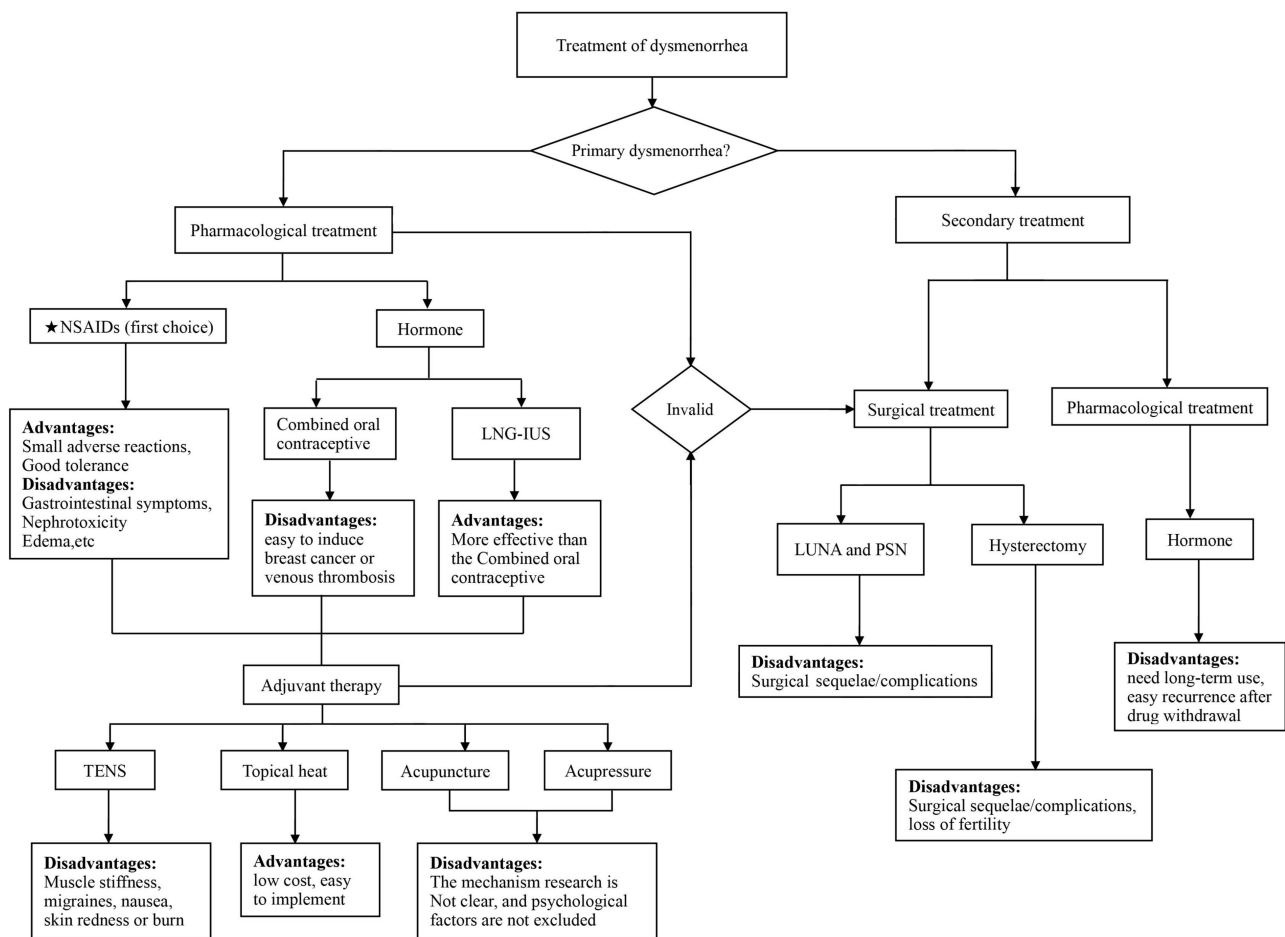 Treatment of dysmenorrhea
Primary dysmenorrhea?
Pharmacological treatment
Secondary treatment
★NSAIDs (first choice)
Hormone
Invalid
Surgical treatment
Pharmacological treatment
Combined oral
contraceptive
LNG-IUS
Advantages:
Small adverse reactions,
Good tolerance
Disadvantages:
Gastrointestinal symptoms,
Nephrotoxicity
Edema,etc
Disadvantages:
easy to induce
breast cancer or
venous thrombosis
Advantages:
More effective than
the Combined oral
contraceptive
LUNA and PSN
Hysterectomy
Hormone
Adjuvant therapy
Disadvantages:
Surgical sequelae/complications
Disadvantages:
need long-term use,
easy recurrence after
drug withdrawal
TENS
Topical heat
Acupuncture
Acupressure
Disadvantages:
Surgical sequelae/complications,
loss of fertility
Disadvantages:
Muscle stiffness,
migraines, nausea,
skin redness or burn
Advantages:
low cost, easy
to implement
Disadvantages:
The mechanism research is
Not clear, and psychological
factors are not excluded